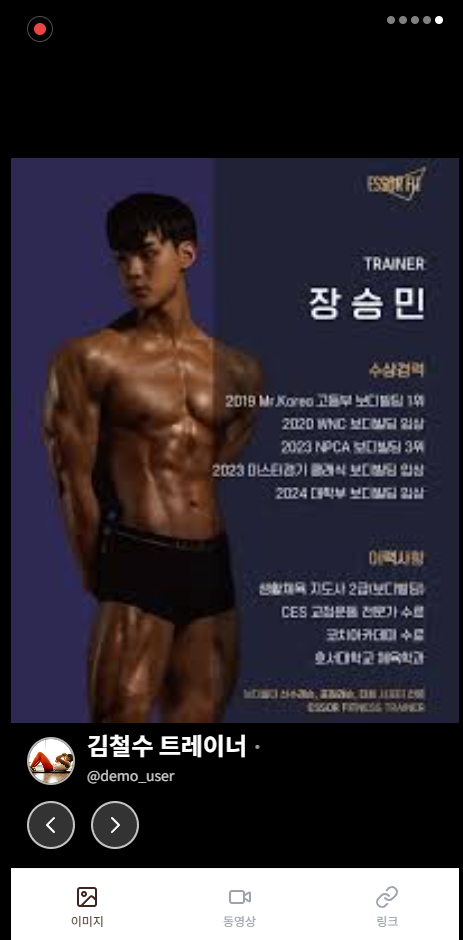 ESSOR FIT
TRAINER
장승민
수상경력
2019 Mr.Korea 고등부 보디빌딩 1위
2020 WNC 보디빌딩 입상
2023 NPCA 보디빌딩 3위
2023 미스터경기 클래식 보디빌딩 입상
2024 대학부 보디빌딩 입상
이력사항
생활체육 지도사 2급(보디빌딩)
CES 교정운동 전문가 수료
코치아카데미 수료
호서대학교 체육학과
ESSOR FITNESS TRAINER
김철수 트레이너 ·
@demo_user
이미지
동영상
링크